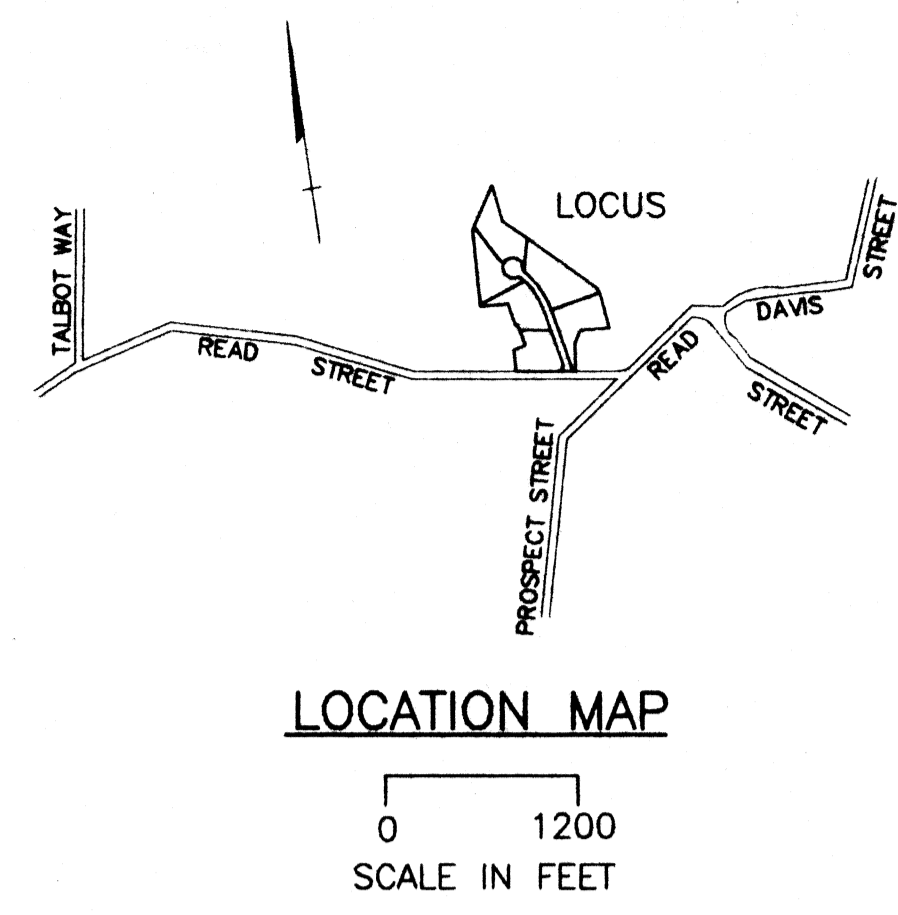 LOCUS
TALBOT WAY
READ
STREET
READ
STREET
DAVIS
STREET
PROSPECT STREET
LOCATION MAP
0 1200
SCALE IN FEET